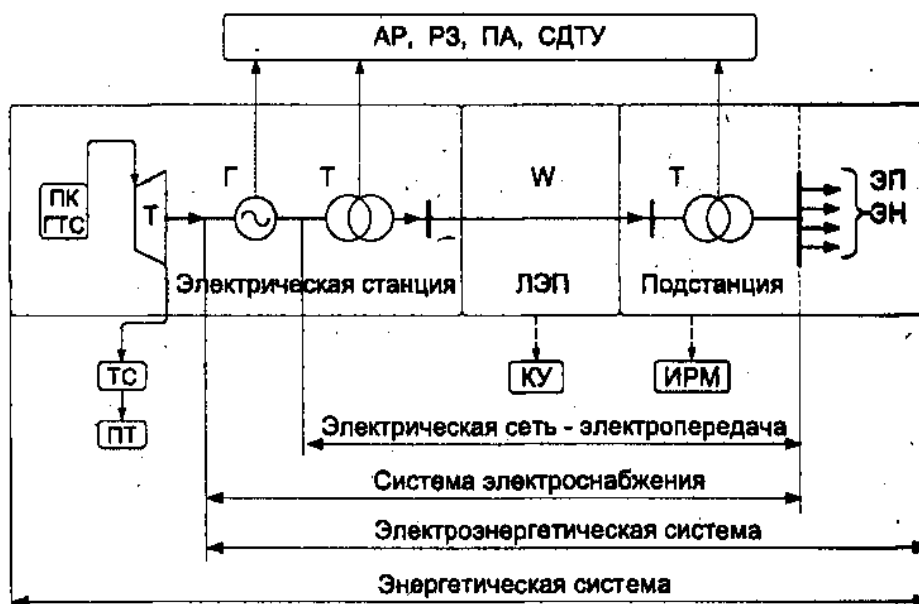 АР, РЗ, ПА, СДТУ
Г
Т
W
Т
ЭП
ЭН
ПК
ГТС
Т
Электрическая станция
ЛЭП
Подстанция
ТС
КУ
ИРМ
ПТ
Электрическая сеть - электропередача
Система электроснабжения
Электроэнергетическая система
Энергетическая система